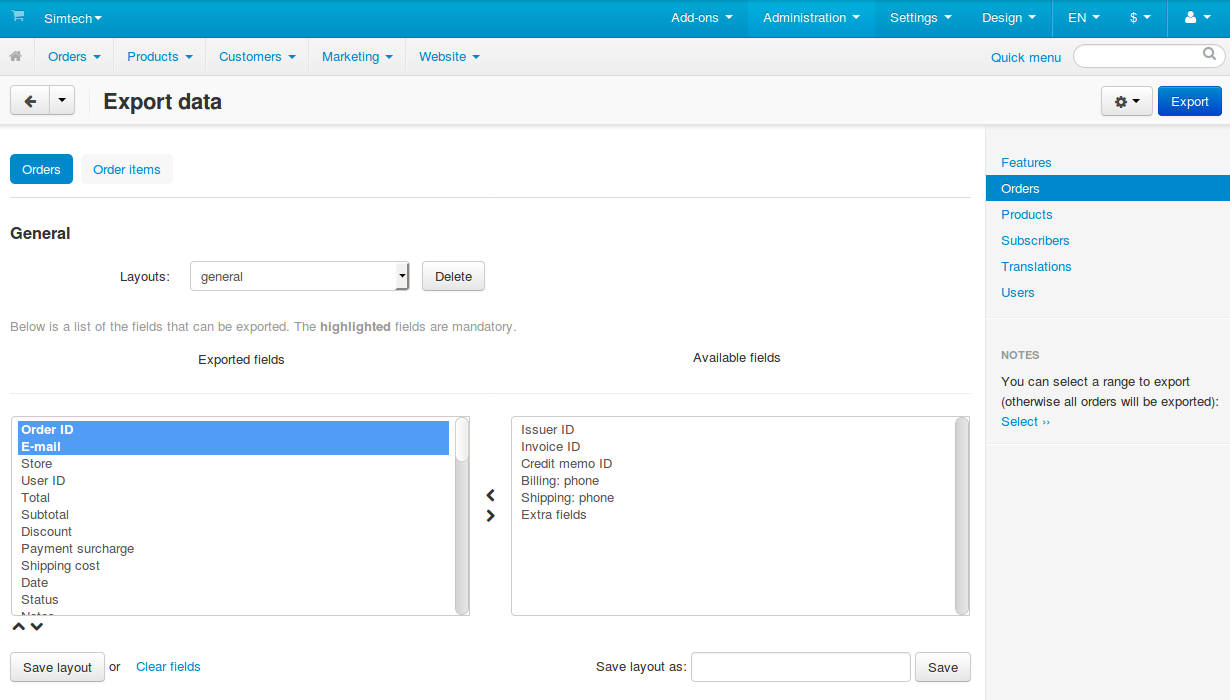 Simtech
Add-ons
Administration
Settings
Design
EN
$
Orders
Products
Customers
Marketing
Website
Quick menu
Export data
Export
Orders
Order items
General
Layouts:
general
Delete
Below is a list of the fields that can be exported. The highlighted fields are mandatory.
Exported fields
Available fields
Order ID
E-mail
Store
User ID
Total
Subtotal
Discount
Payment surcharge
Shipping cost
Date
Status
Issuer ID
Invoice ID
Credit memo ID
Billing: phone
Shipping: phone
Extra fields
Save layout
or
Clear fields
Save layout as:
Save
Features
Orders
Products
Subscribers
Translations
Users
NOTES
You can select a range to export
(otherwise all orders will be exported):
Select ››